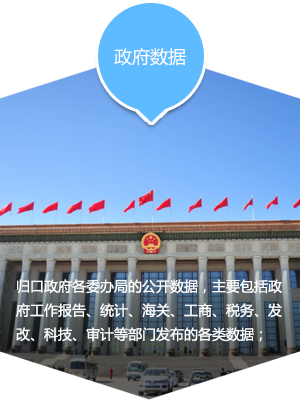 政府数据
归口政府各委办局的公开数据，主要包括政
府工作报告、统计、海关、工商、税务、发
改、科技、审计等部门发布的各类数据；